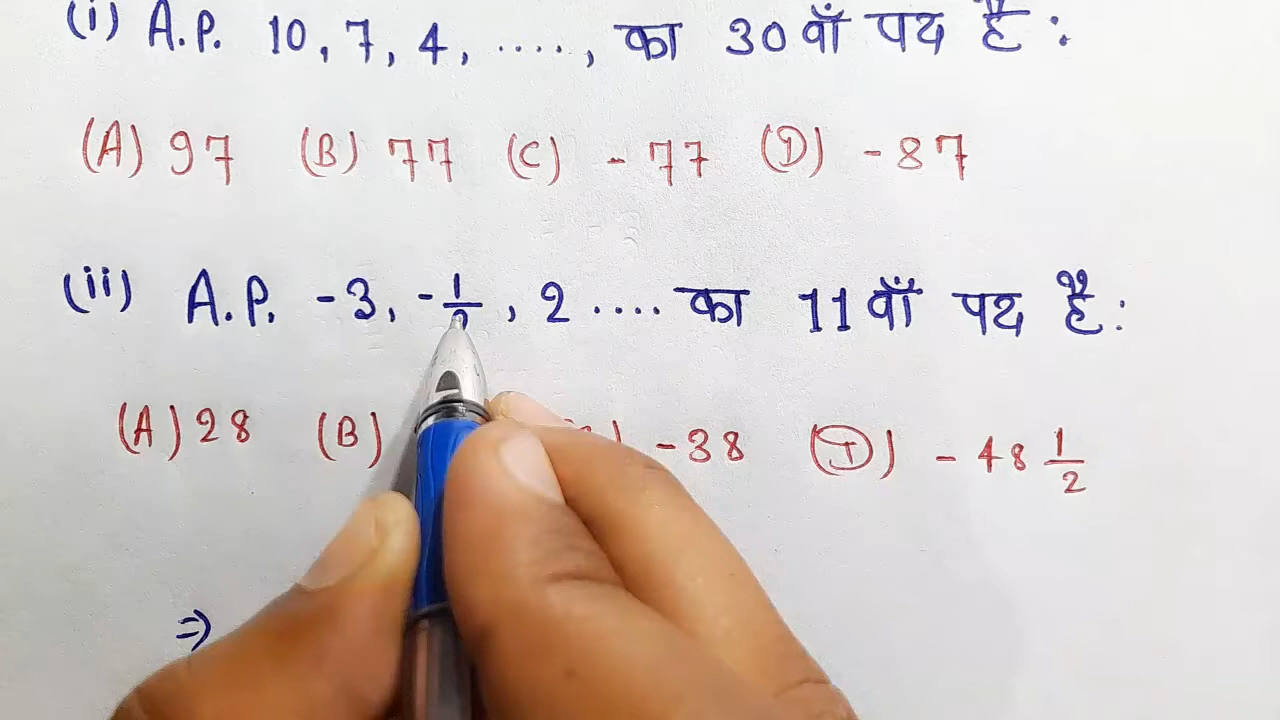 (i) A.P. 10, 7, 4, ...., का 30वाँ पद है :
(A) 97 (B) 77 (C) -77 (D) -87
(ii) A.P. -3, -1/2, 2 .... का 11वाँ पद है :
(A) 28 (B) -38 (D) -48 1/2
⇒